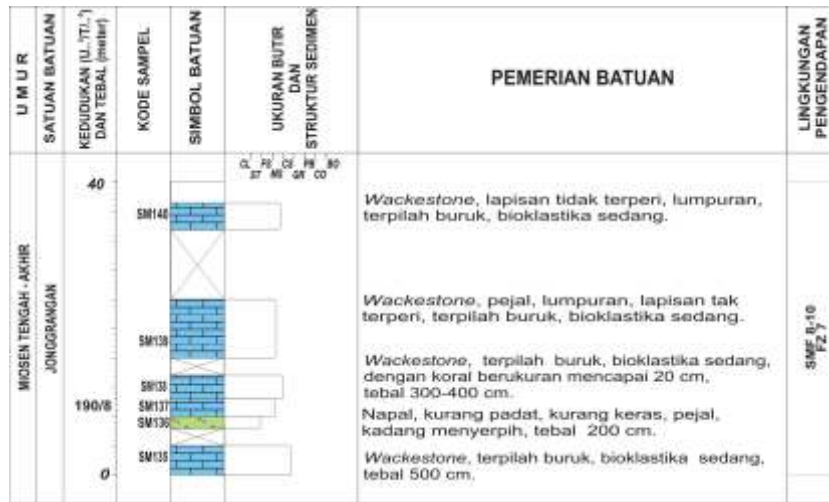 UMUR
SATUAN BATUAN
KEDUDUKAN (U..°/T/..°)
DAN TEBAL (meter)
KODE SAMPEL
SIMBOL BATUAN
UKURAN BUTIR
DAN
STRUKTUR SEDIMEN
PEMERIAN BATUAN
LINGKUNGAN
PENGENDAPAN
CL FS CS PB BO
ST MS GR CO
MIOSEN TENGAH - AKHIR
JONGGRANGAN
40
SM140
Wackestone, lapisan tidak terperi, lumpuran,
terpilah buruk, bioklastika sedang.
Wackestone, pejal, lumpuran, lapisan tak
terperi, terpilah buruk, bioklastika sedang.
SM139
Wackestone, terpilah buruk, bioklastika sedang,
dengan koral berukuran mencapai 20 cm,
tebal 300-400 cm.
SM138
190/8
SM137
Napal, kurang padat, kurang keras, pejal,
kadang menyerpih, tebal 200 cm.
SM136
Wackestone, terpilah buruk, bioklastika sedang,
tebal 500 cm.
SM135
0
SMF 8-10
FZ 7